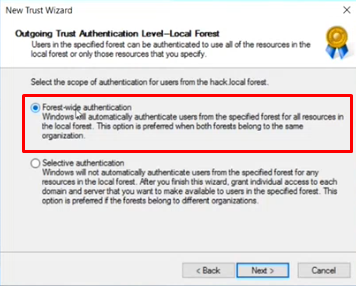 New Trust Wizard
Outgoing Trust Authentication Level--Local Forest
Users in the specified forest can be authenticated to use all of the resources in
the local forest or only those resources that you specify.
Select the scope of authentication for users from the hack.local forest.
Forest-wide authentication
Windows will automatically authenticate users from the specified forest for all resources in
the local forest. This option is preferred when both forests belong to the same
organization.
Selective authentication
Windows will not automatically authenticate users from the specified forest for any
resources in the local forest. After you finish this wizard, grant individual access to each
domain and server that you want to make available to users in the specified forest. This
option is preferred if the forests belong to different organizations.
< Back
Next >
Cancel